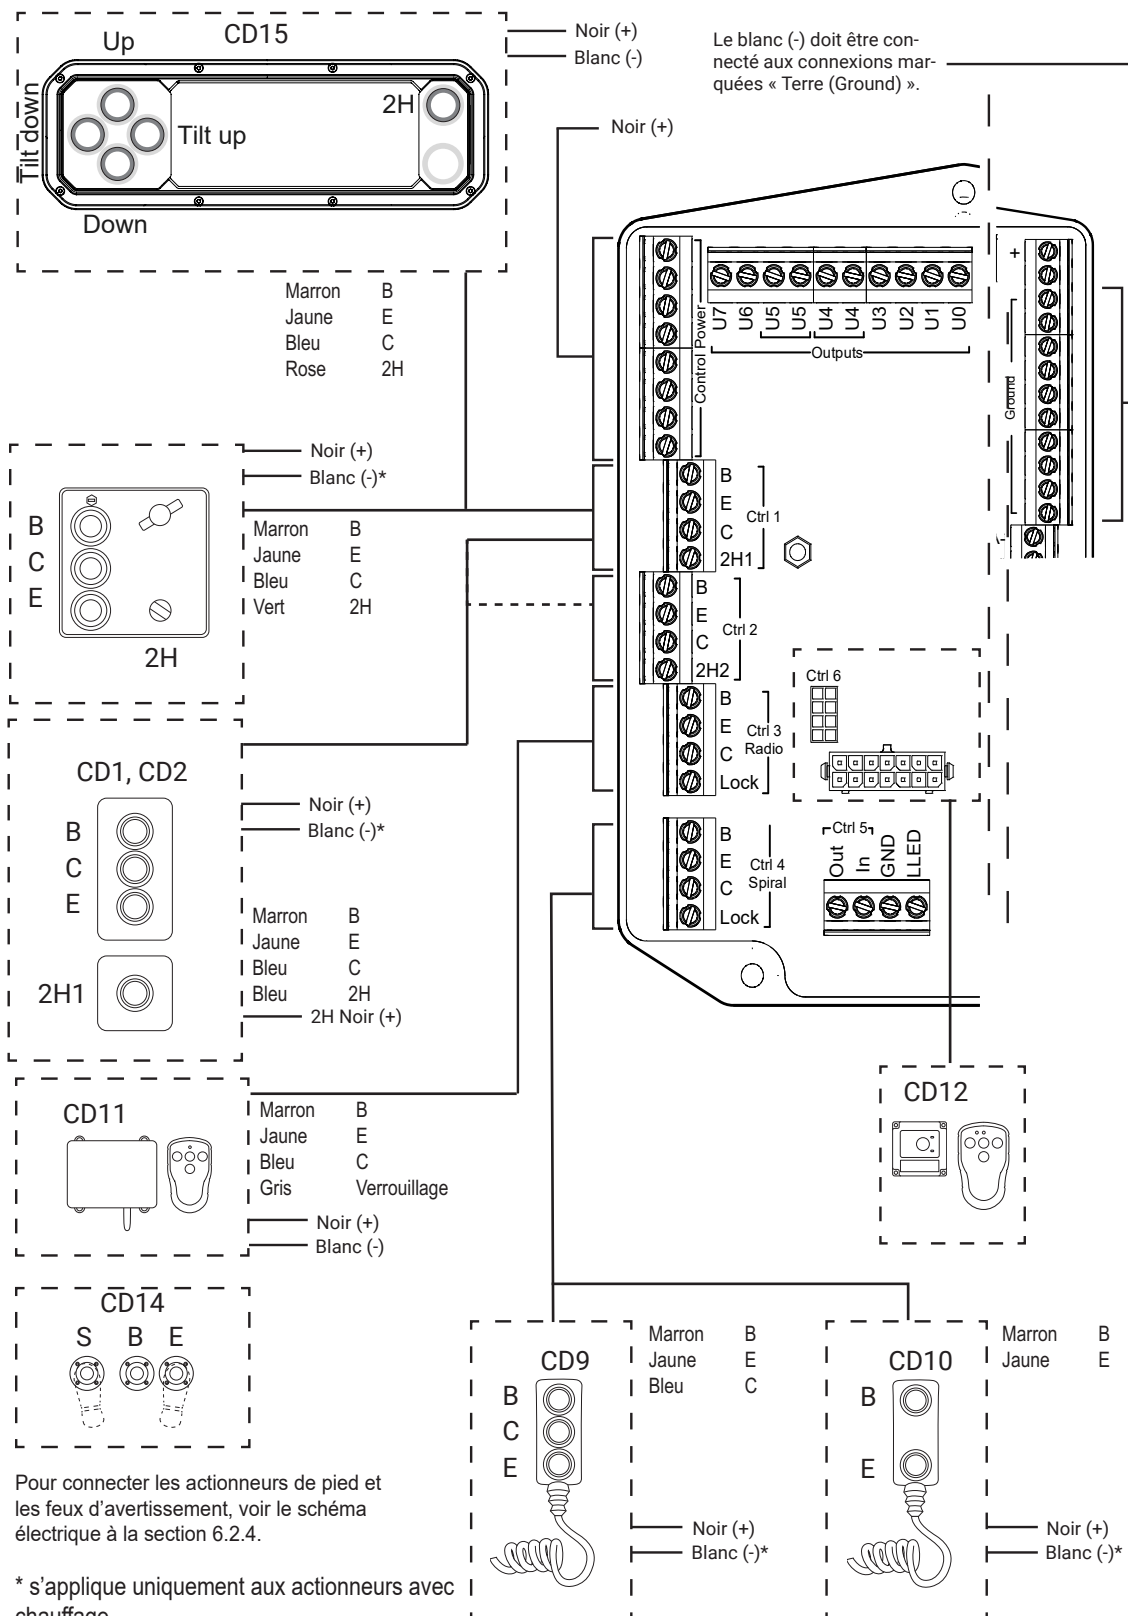 CD15
Up
Tilt down
Tilt up
2H
Down
Noir (+)
Blanc (-)
Le blanc (-) doit être con-
necté aux connexions mar-
quées « Terre (Ground) ».
Noir (+)
Marron B
Jaune E
Bleu C
Rose 2H
Control Power
U7 U6 U5 U5 U4 U4 U3 U2 U1 U0
Outputs
+
Ground
-
B
E
C
2H1
Ctrl 1
B
E
C
2H2
Ctrl 2
B
E
C
Lock
Ctrl 3
Radio
B
E
C
Lock
Ctrl 4
Spiral
Ctrl 6
Ctrl 5
Out In GND LLED
Noir (+)
Blanc (-)*
B
C
E
2H
Marron B
Jaune E
Bleu C
Vert 2H
CD1, CD2
B
C
E
2H1
Noir (+)
Blanc (-)*
Marron B
Jaune E
Bleu C
Bleu 2H
2H Noir (+)
CD11
Marron B
Jaune E
Bleu C
Gris Verrouillage
Noir (+)
Blanc (-)
CD12
CD14
S B E
CD9
B
C
E
Marron B
Jaune E
Bleu C
Noir (+)
Blanc (-)*
CD10
B
E
Marron B
Jaune E
Noir (+)
Blanc (-)*
Pour connecter les actionneurs de pied et
les feux d'avertissement, voir le schéma
électrique à la section 6.2.4.
* s'applique uniquement aux actionneurs avec
chauffage